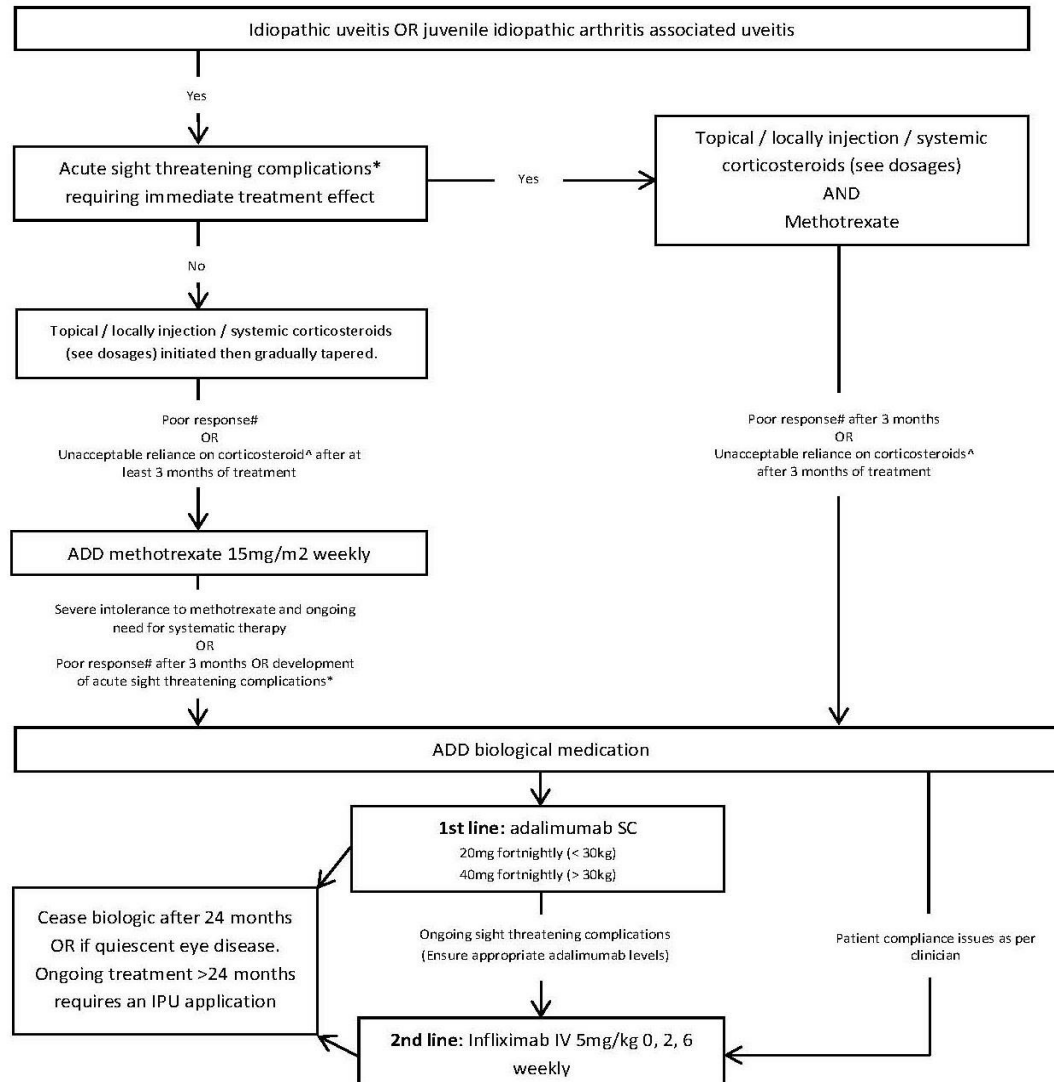 Idiopathic uveitis OR juvenile idiopathic arthritis associated uveitis
Yes
Acute sight threatening complications*
requiring immediate treatment effect
Yes
Topical / locally injection / systemic
corticosteroids (see dosages)
AND
Methotrexate
No
Topical / locally injection / systemic corticosteroids
(see dosages) initiated then gradually tapered.
Poor response#
OR
Unacceptable reliance on corticosteroid^ after at
least 3 months of treatment
Poor response# after 3 months
OR
Unacceptable reliance on corticosteroids^
after 3 months of treatment
ADD methotrexate 15mg/m2 weekly
Severe intolerance to methotrexate and ongoing
need for systematic therapy
OR
Poor response# after 3 months OR development
of acute sight threatening complications*
ADD biological medication
1st line: adalimumab SC
20mg fortnightly (< 30kg)
40mg fortnightly (> 30kg)
Cease biologic after 24 months
OR if quiescent eye disease.
Ongoing treatment >24 months
requires an IPU application
Ongoing sight threatening complications
(Ensure appropriate adalimumab levels)
Patient compliance issues as per
clinician
2nd line: Infliximab IV 5mg/kg 0, 2, 6
weekly